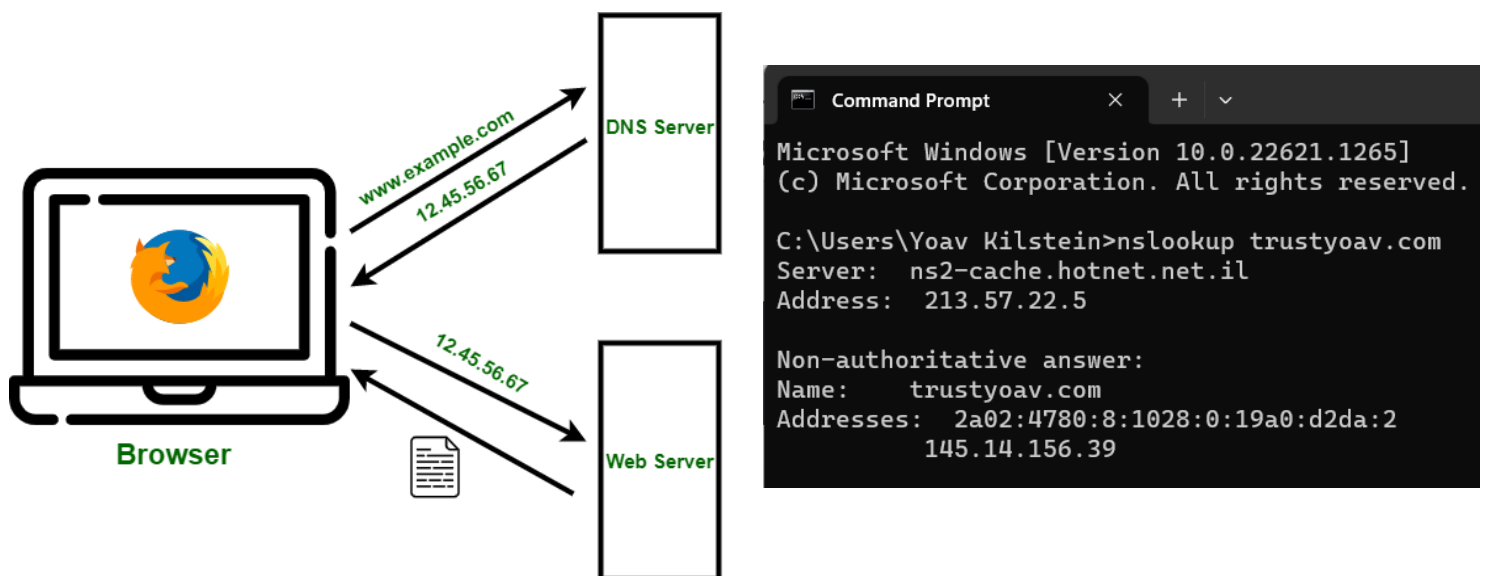 www.example.com
12.45.56.67
DNS Server
12.45.56.67
Web Server
Browser
Command Prompt
Microsoft Windows [Version 10.0.22621.1265]
(c) Microsoft Corporation. All rights reserved.
C:\Users\Yoav Kilstein>nslookup trustyoav.com
Server:  ns2-cache.hotnet.net.il
Address:  213.57.22.5
Non-authoritative answer:
Name:    trustyoav.com
Addresses:  2a02:4780:8:1028:0:19a0:d2da:2
          145.14.156.39